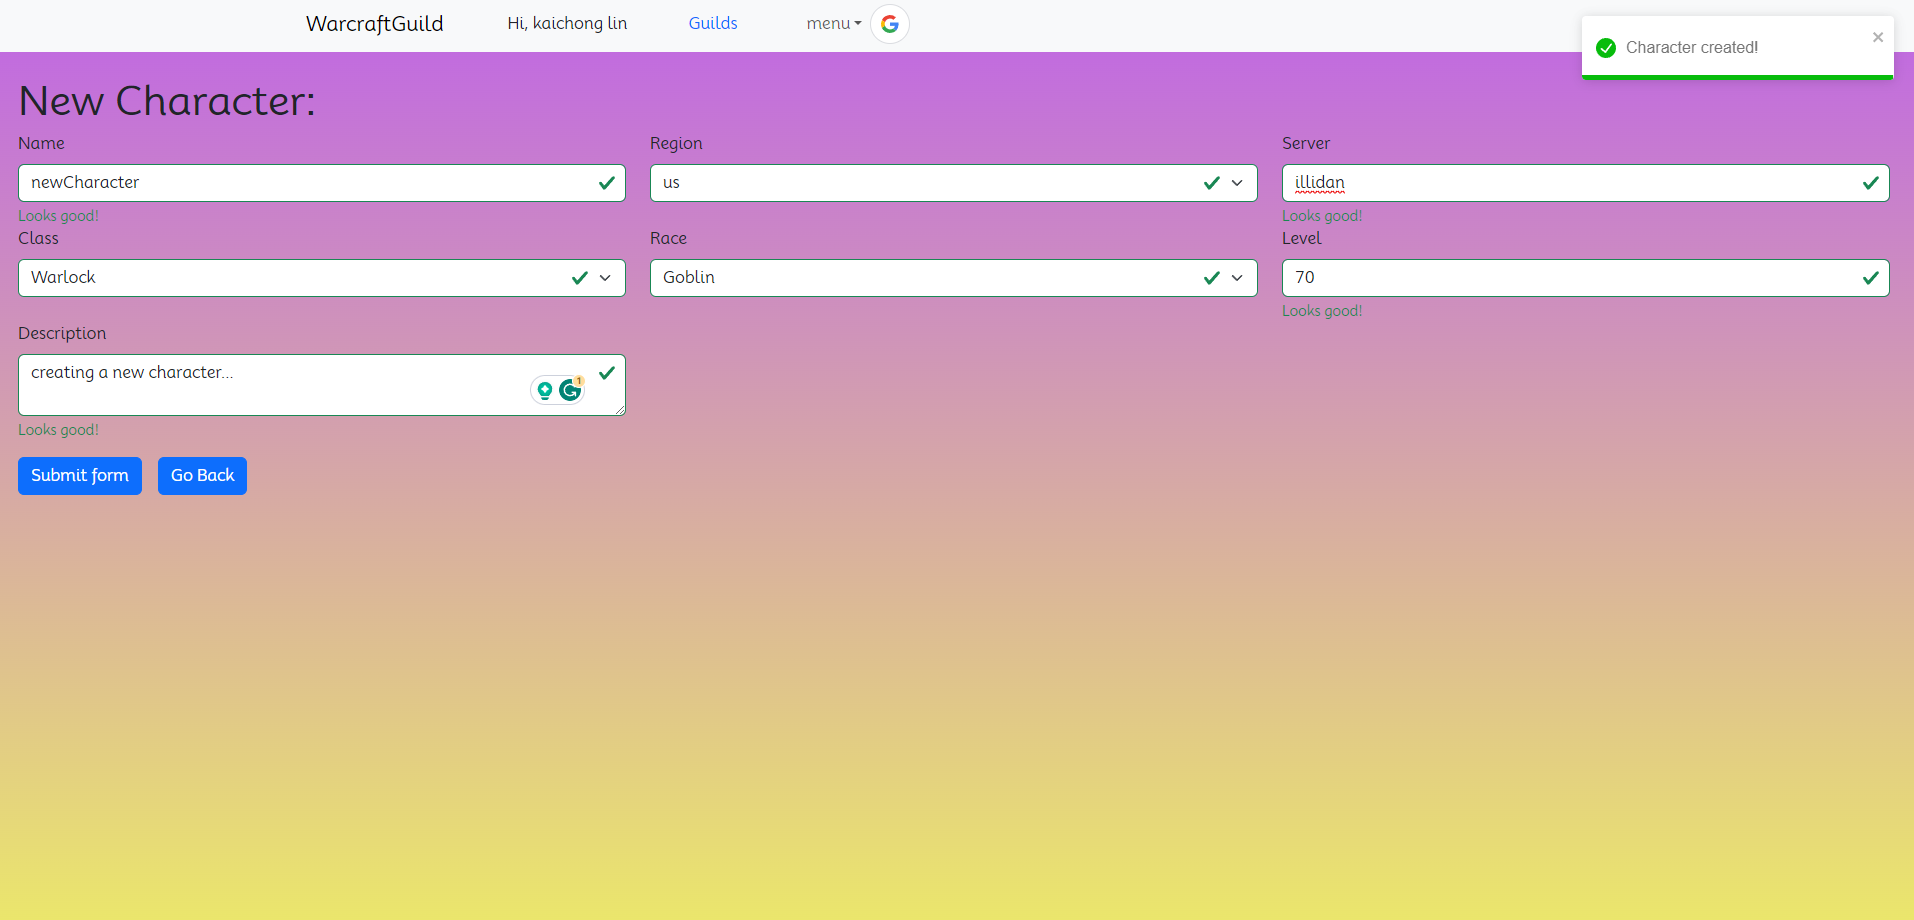 WarcraftGuild Hi, kaichong lin Guilds menu
Character created!
New Character:
Name Region Server
newCharacter us illidan
Looks good! Looks good!
Class Race Level
Warlock Goblin 70
Looks good!
Description
creating a new character...
1
Looks good!
Submit form Go Back